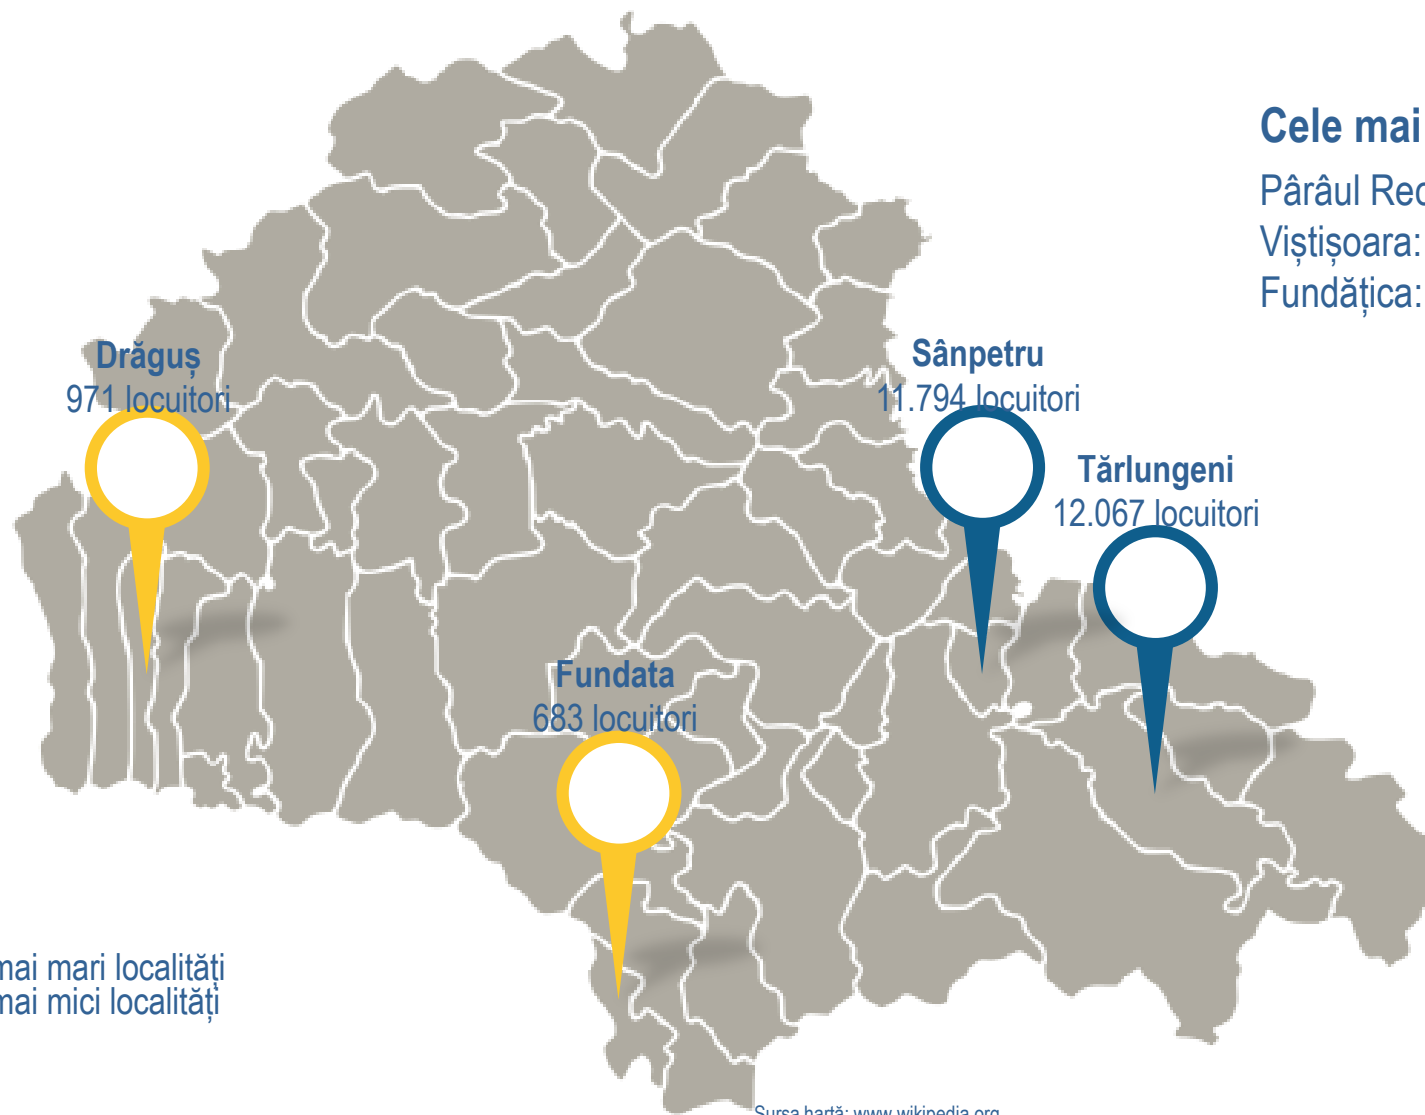 Cele mai
Pârâul
Viștișoara:
Fundățica:
Drăguș
971 locuitori
Sânpetru
11.794 locuitori
Tărlungeni
12.067 locuitori
Fundata
683 locuitori
mai mari localități
mai mici localități
Sursa hartă: www.wikipedia.org